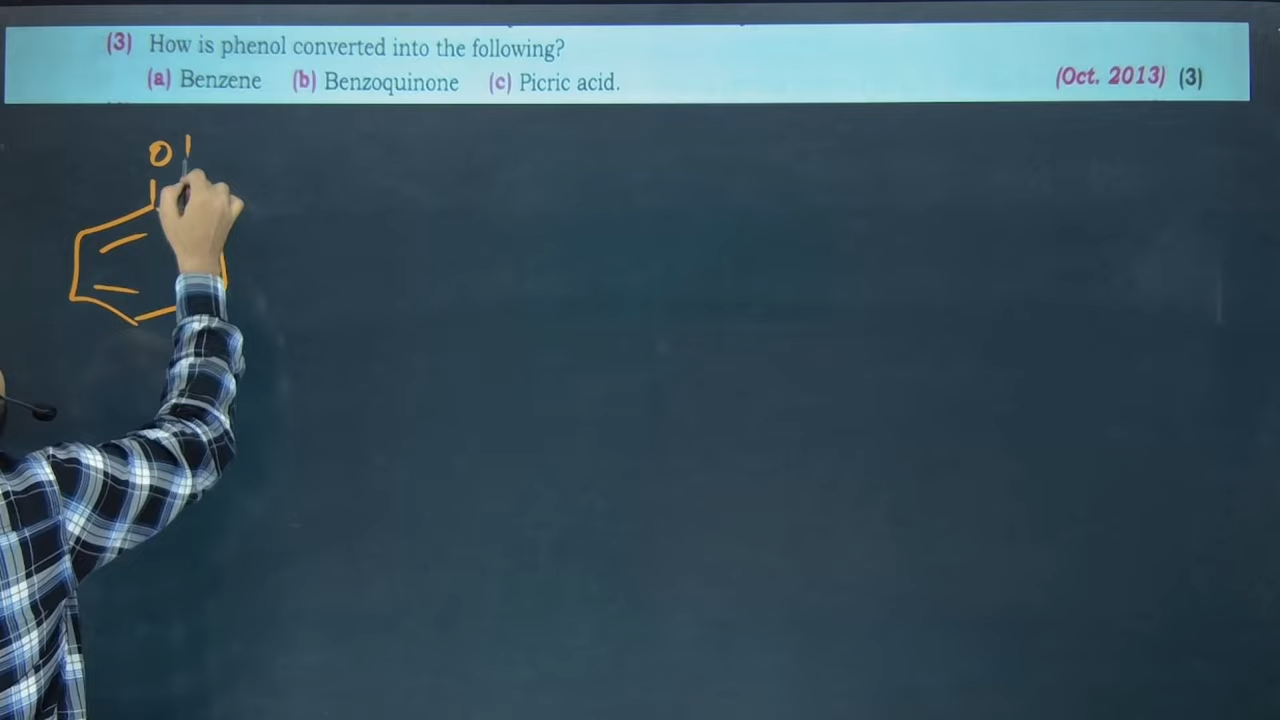 (3) How is phenol converted into the following?
(a) Benzene (b) Benzoquinone (c) Picric acid. (Oct. 2013) (3)
O